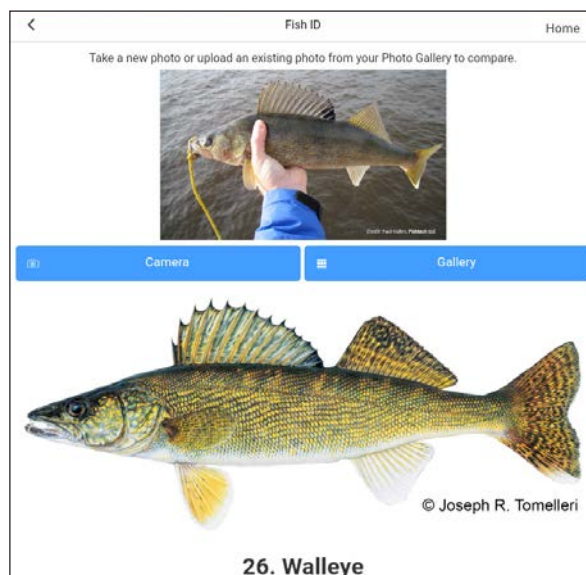 Fish ID
Home
Take a new photo or upload an existing photo from your Photo Gallery to compare.
Camera
Gallery
© Joseph R. Tomelleri
26. Walleye